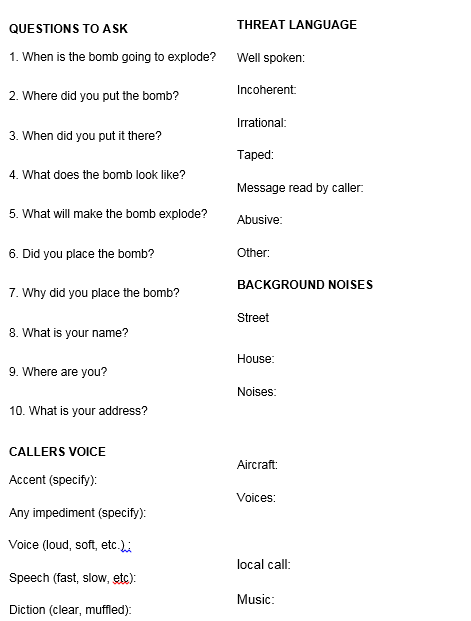 QUESTIONS TO ASK
1. When is the bomb going to explode?
2. Where did you put the bomb?
3. When did you put it there?
4. What does the bomb look like?
5. What will make the bomb explode?
6. Did you place the bomb?
7. Why did you place the bomb?
8. What is your name?
9. Where are you?
10. What is your address?
CALLERS VOICE
Accent (specify):
Any impediment (specify):
Voice (loud, soft, etc.) :
Speech (fast, slow, etc):
Diction (clear, muffled):
THREAT LANGUAGE
Well spoken:
Incoherent:
Irrational:
Taped:
Message read by caller:
Abusive:
Other:
BACKGROUND NOISES
Street
House:
Noises:
Aircraft:
Voices:
local call:
Music: